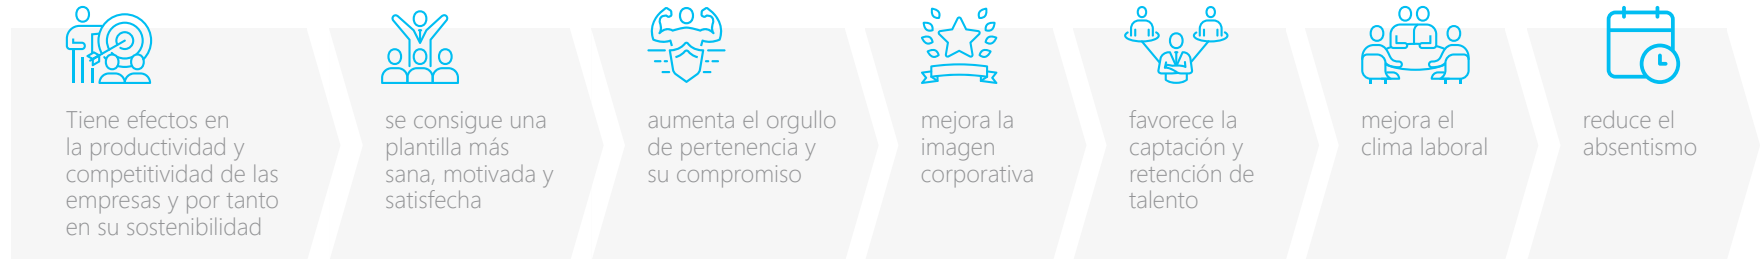 Tiene efectos en
la productividad y
competitividad de las
empresas y por tanto
en su sostenibilidad
se consigue una
plantilla más
sana, motivada y
satisfecha
aumenta el orgullo
de pertenencia y
su compromiso
mejora la
imagen
corporativa
favorece la
captación y
retención de
talento
mejora el
clima laboral
reduce el
absentismo